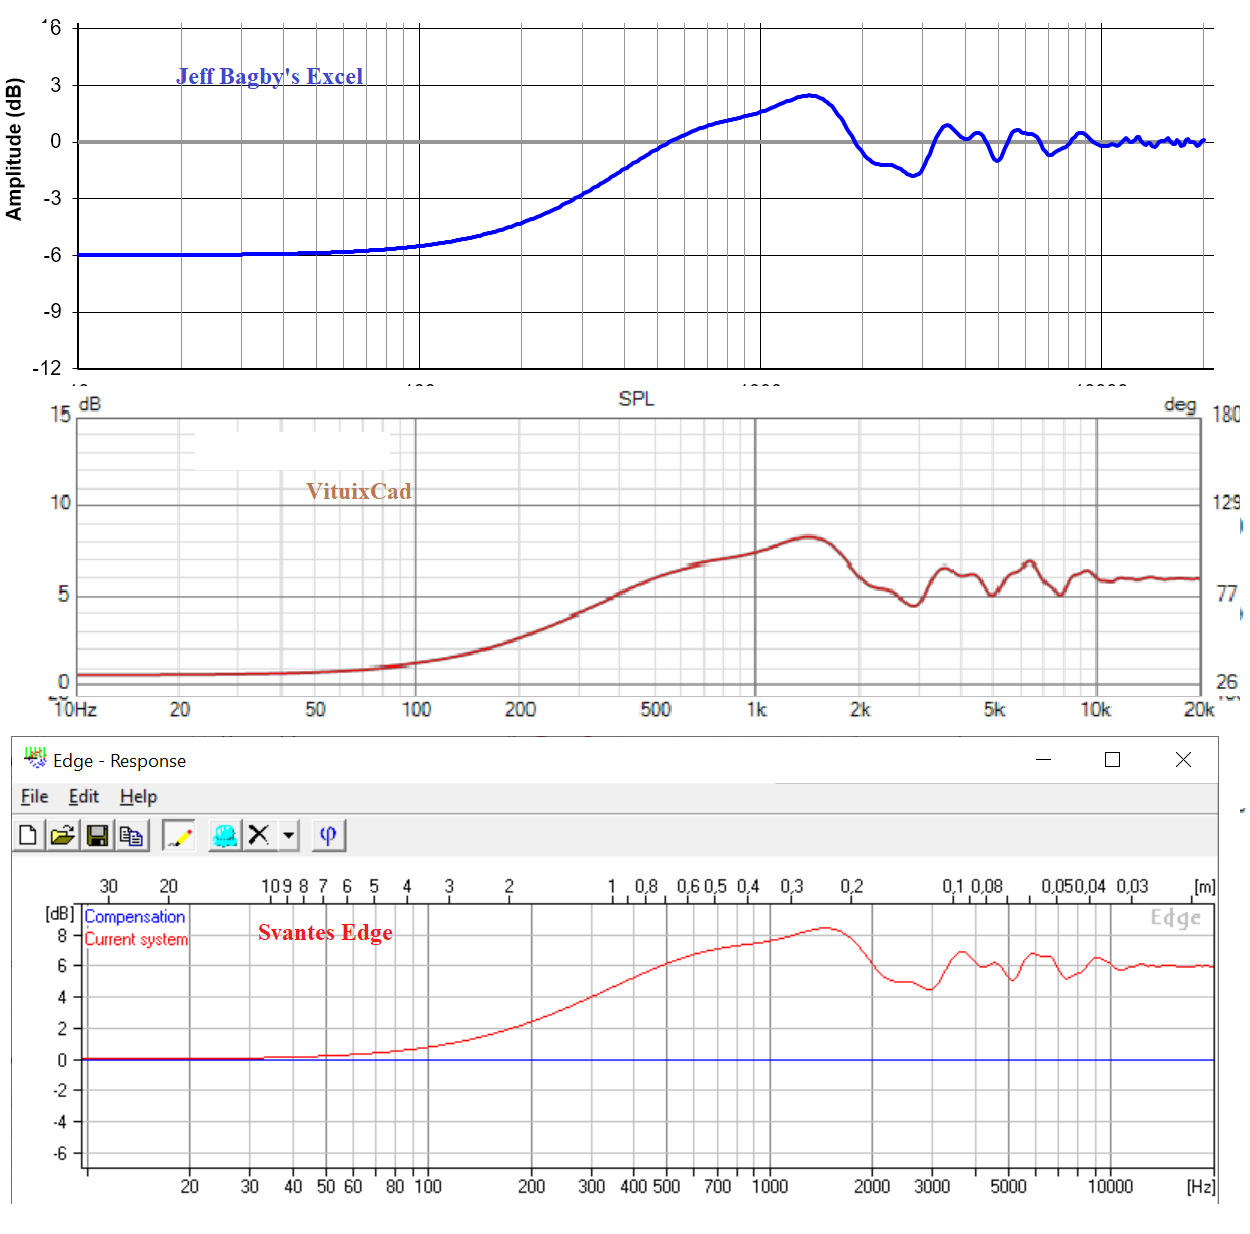 6
Jeff Bagby's Excel
3
0
-3
-6
-9
-12
Amplitude (dB)
dB SPL deg
15 180
VituixCad
10 129
5 77
0 26
10Hz 20 50 100 200 500 1k 2k 5k 10k 20k
Edge - Response
File Edit Help
φ
30 20 10 9 8 7 6 5 4 3 2 1 0,8 0,6 0,5 0,4 0,3 0,2 0,1 0,08 0,05 0,04 0,03 [m]
[dB] Compensation Edge
Current system Svantes Edge
8
6
4
2
0
-2
-4
-6
20 30 40 50 60 80 100 200 300 400 500 700 1000 2000 3000 5000 10000 [Hz]